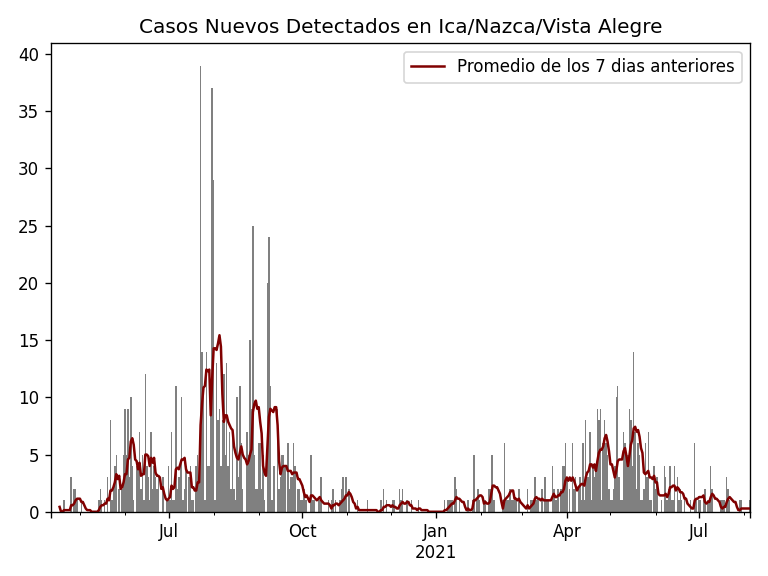 Casos Nuevos Detectados en Ica/Nazca/Vista Alegre
Promedio de los 7 dias anteriores
40
35
30
25
20
15
10
5
0
Jul
Oct
Jan
2021
Apr
Jul